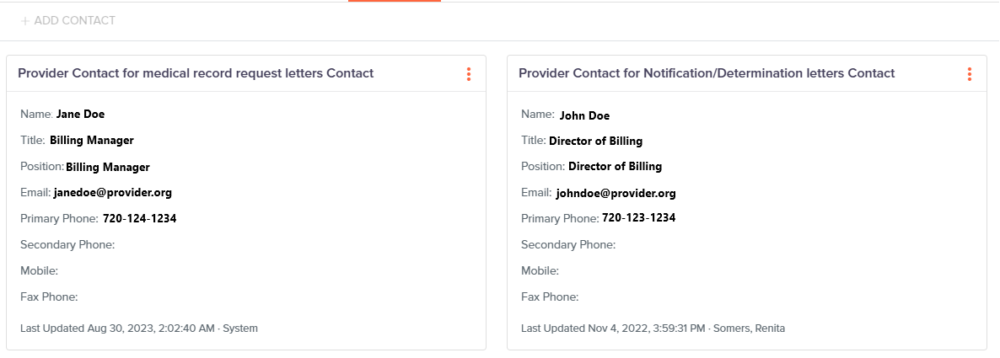 + ADD CONTACT
Provider Contact for medical record request letters Contact
Name: Jane Doe
Title: Billing Manager
Position: Billing Manager
Email: janedoe@provider.org
Primary Phone: 720-124-1234
Secondary Phone:
Mobile:
Fax Phone:
Last Updated Aug 30, 2023, 2:02:40 AM · System
Provider Contact for Notification/Determination letters Contact
Name: John Doe
Title: Director of Billing
Position: Director of Billing
Email: johndoe@provider.org
Primary Phone: 720-123-1234
Secondary Phone:
Mobile:
Fax Phone:
Last Updated Nov 4, 2022, 3:59:31 PM · Somers, Renita